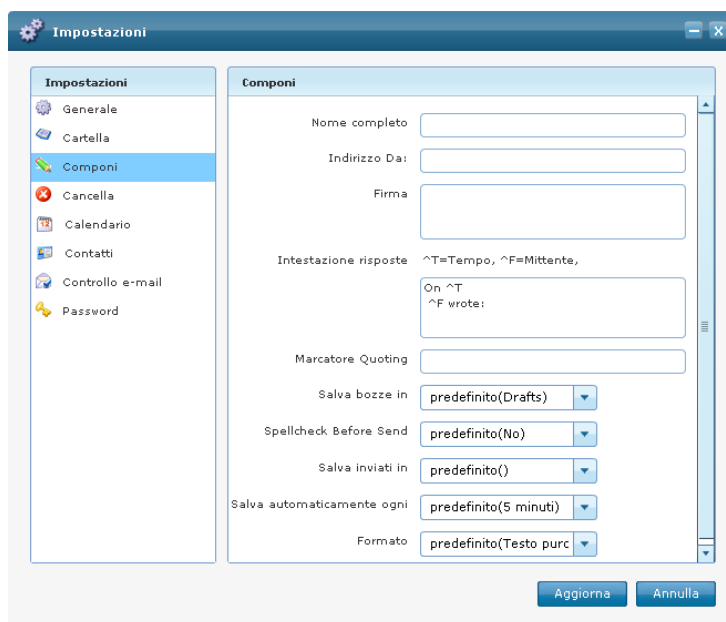 Impostazioni
Impostazioni
Generale
Cartella
Componi
Cancella
12
Calendario
Contatti
Controllo e-mail
Password
Componi
Nome completo
Indirizzo Da:
Firma
Intestazione risposte ^T=Tempo, ^F=Mittente,
On ^T
^F wrote:
Marcatore Quoting
Salva bozze in predefinito(Drafts)
Spellcheck Before Send predefinito(No)
Salva inviati in predefinito()
Salva automaticamente ogni predefinito(5 minuti)
Formato predefinito(Testo purc
Aggiorna Annulla